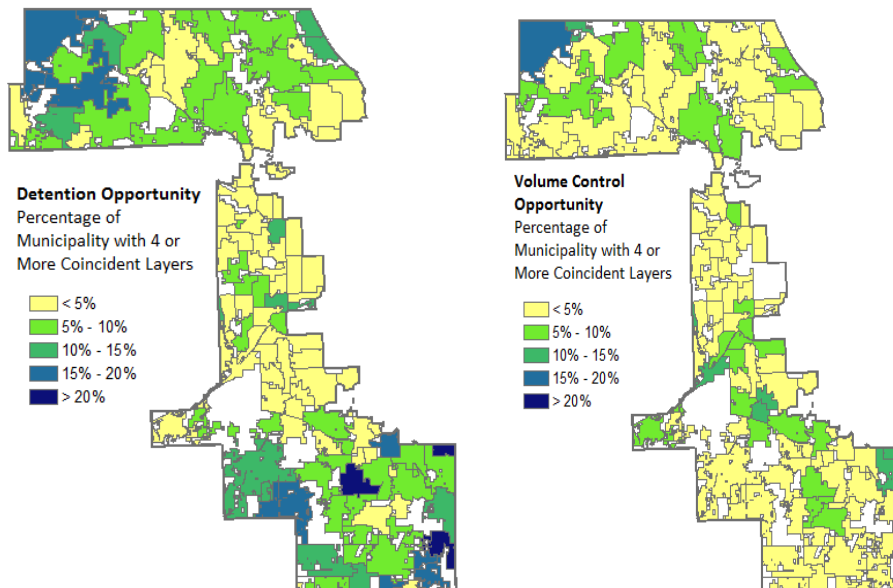 Detention Opportunity
Percentage of
Municipality with 4 or
More Coincident Layers
< 5%
5% - 10%
10% - 15%
15% - 20%
> 20%
Volume Control
Opportunity
Percentage of
Municipality with 4 or
More Coincident Layers
< 5%
5% - 10%
10% - 15%
15% - 20%
> 20%